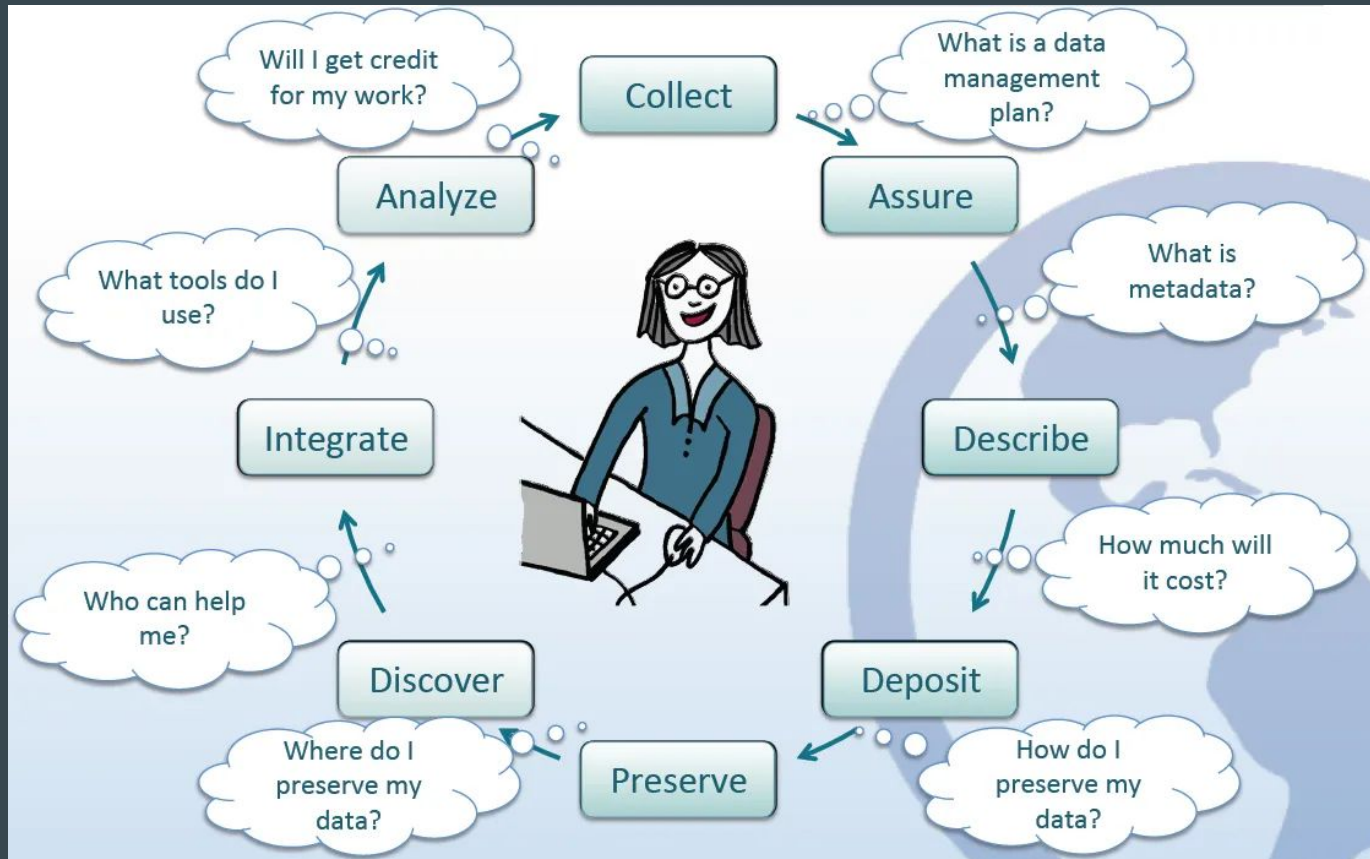 Will I get credit
for my work?
Collect
What is a data
management
plan?
Analyze
Assure
What tools do I
use?
What is
metadata?
Integrate
Describe
Who can help
me?
How much will
it cost?
Discover
Deposit
Where do I
preserve my
data?
Preserve
How do I
preserve my
data?